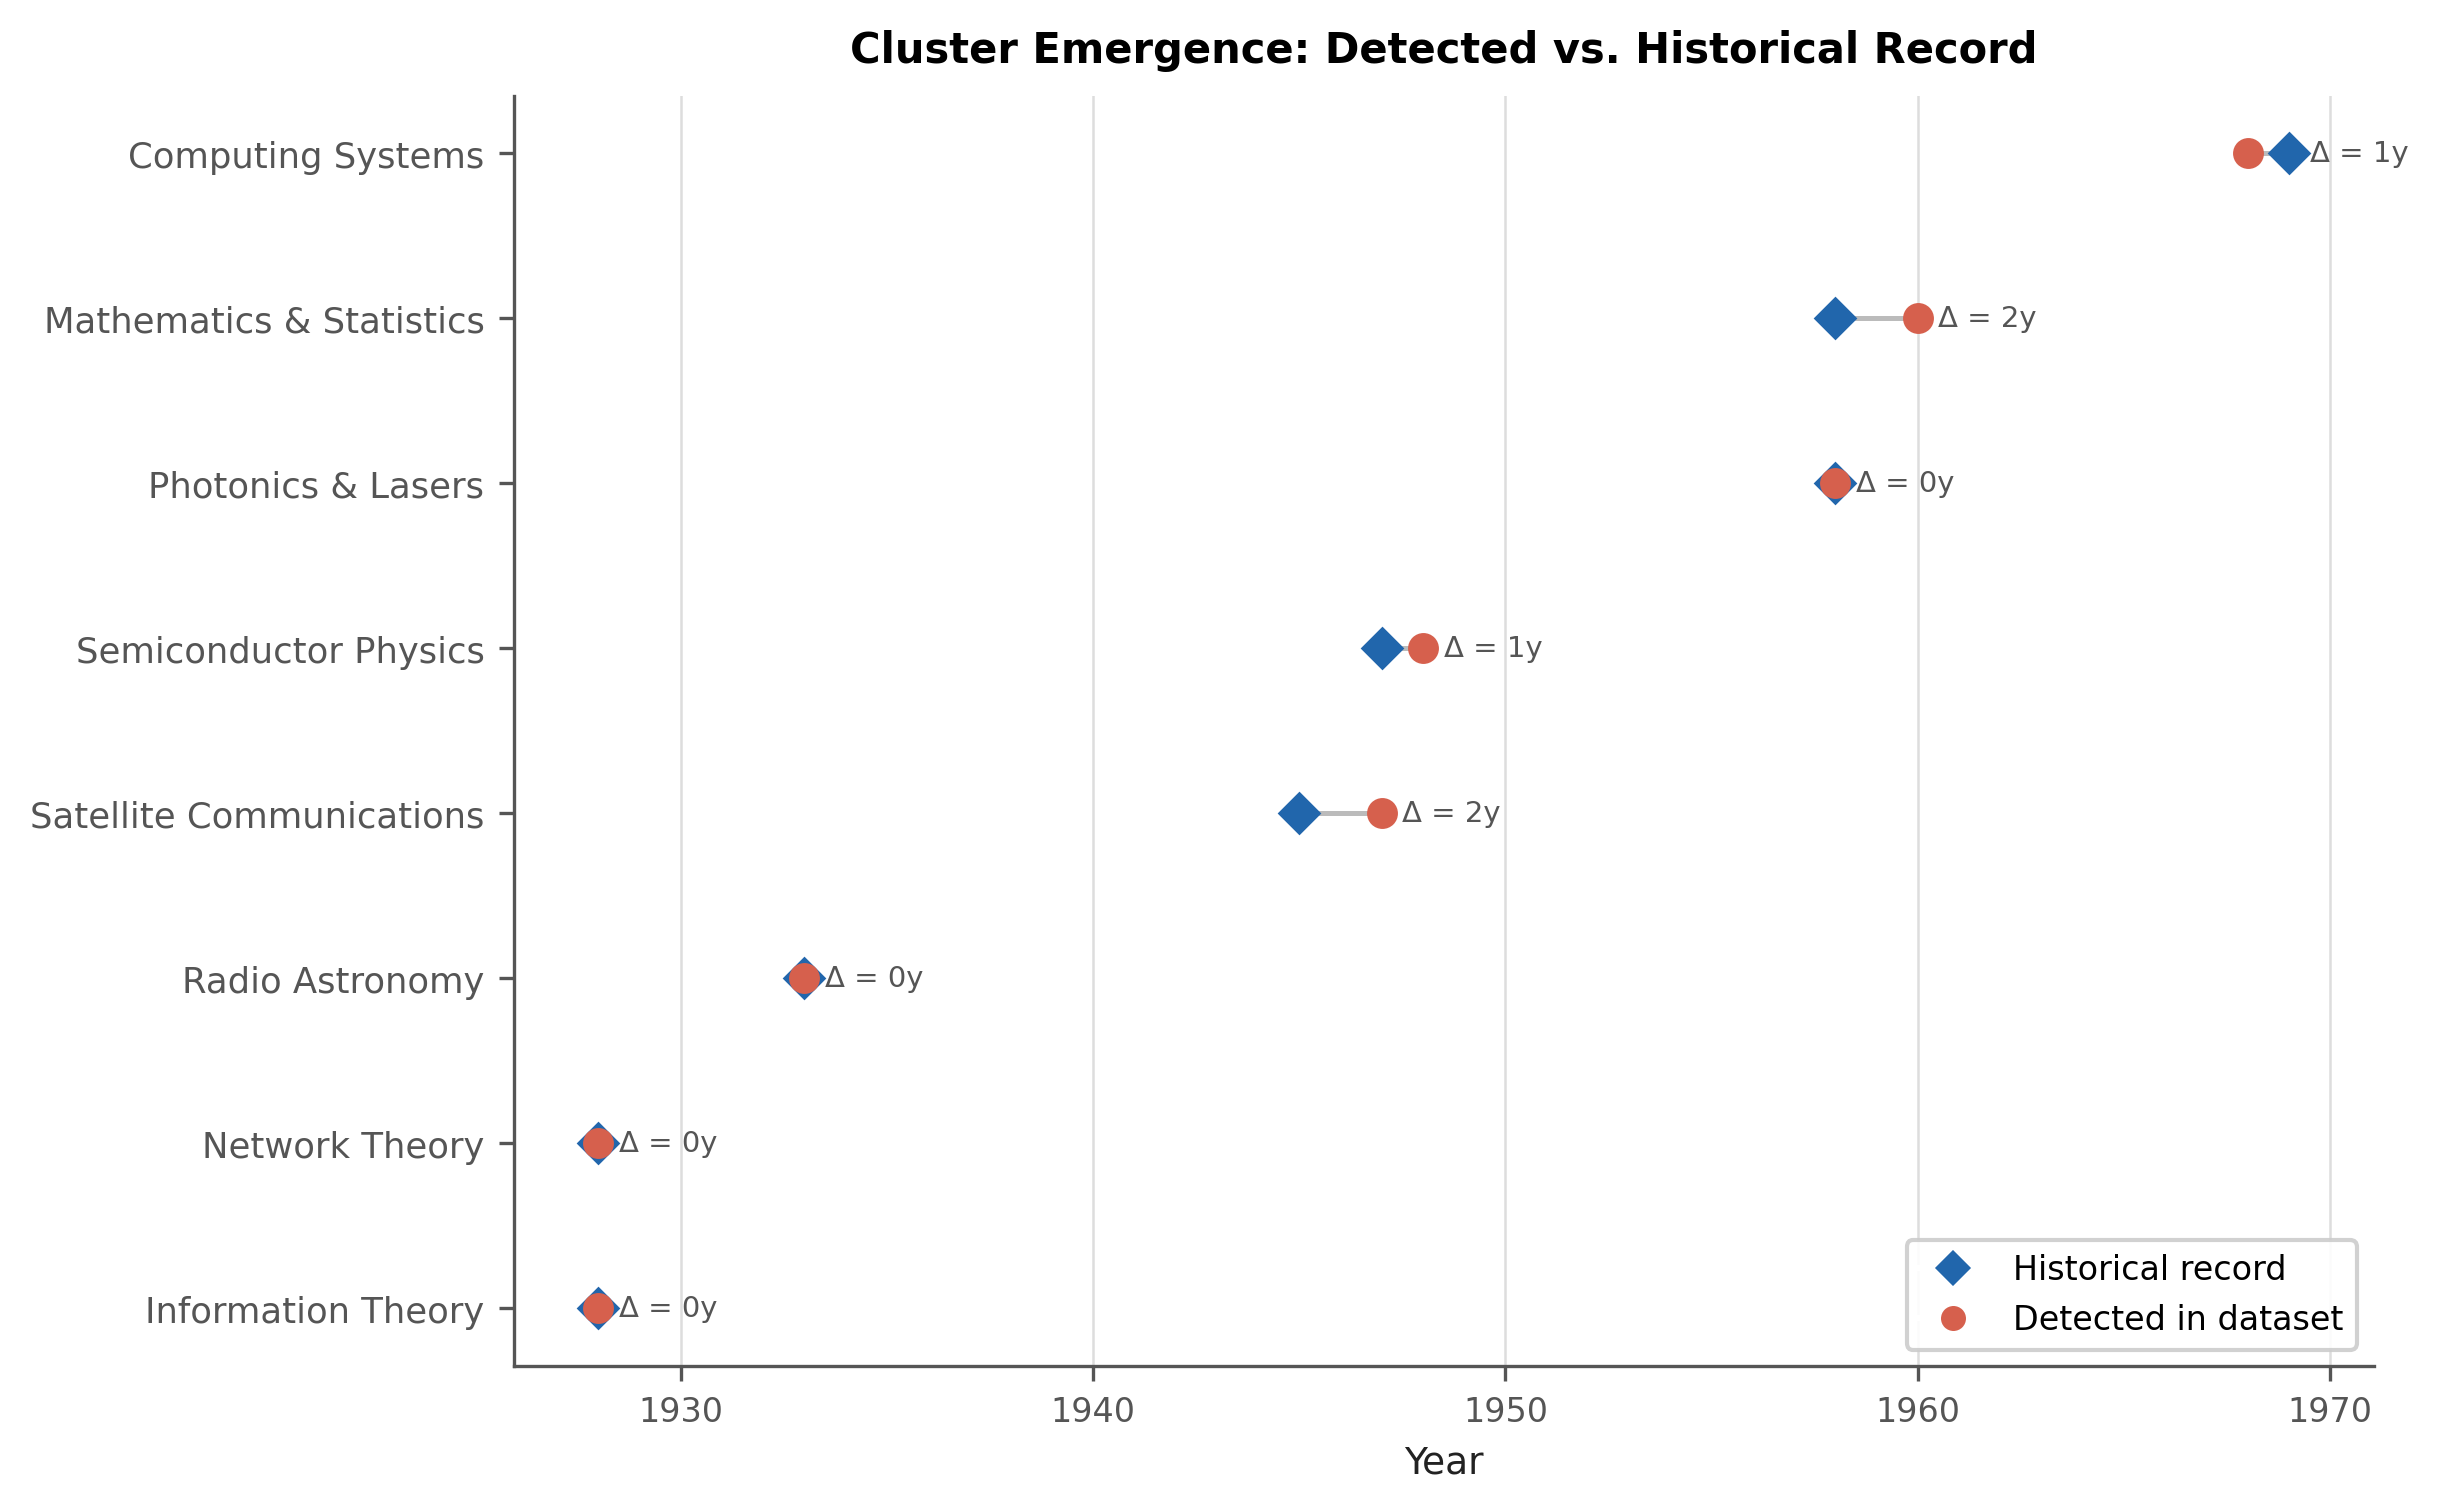 Cluster Emergence: Detected vs. Historical Record
Computing Systems
Δ = 1y
Mathematics & Statistics
Δ = 2y
Photonics & Lasers
Δ = 0y
Semiconductor Physics
Δ = 1y
Satellite Communications
Δ = 2y
Radio Astronomy
Δ = 0y
Network Theory
Δ = 0y
Information Theory
Δ = 0y
Historical record
Detected in dataset
1930 1940 1950 1960 1970
Year